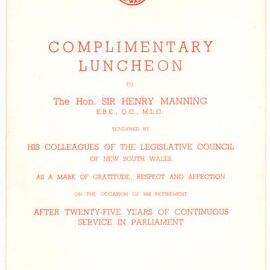 COMPLIMENTARY
LUNCHEON
TO
The Hon. SIR HENRY MANNING
K.B.E., Q.C., M.L.C.
TENDERED BY
HIS COLLEAGUES OF THE LEGISLATIVE COUNCIL
OF NEW SOUTH WALES
AS A MARK OF GRATITUDE, RESPECT AND AFFECTION
ON THE OCCASION OF HIS RETIREMENT
AFTER TWENTY-FIVE YEARS OF CONTINUOUS
SERVICE IN PARLIAMENT